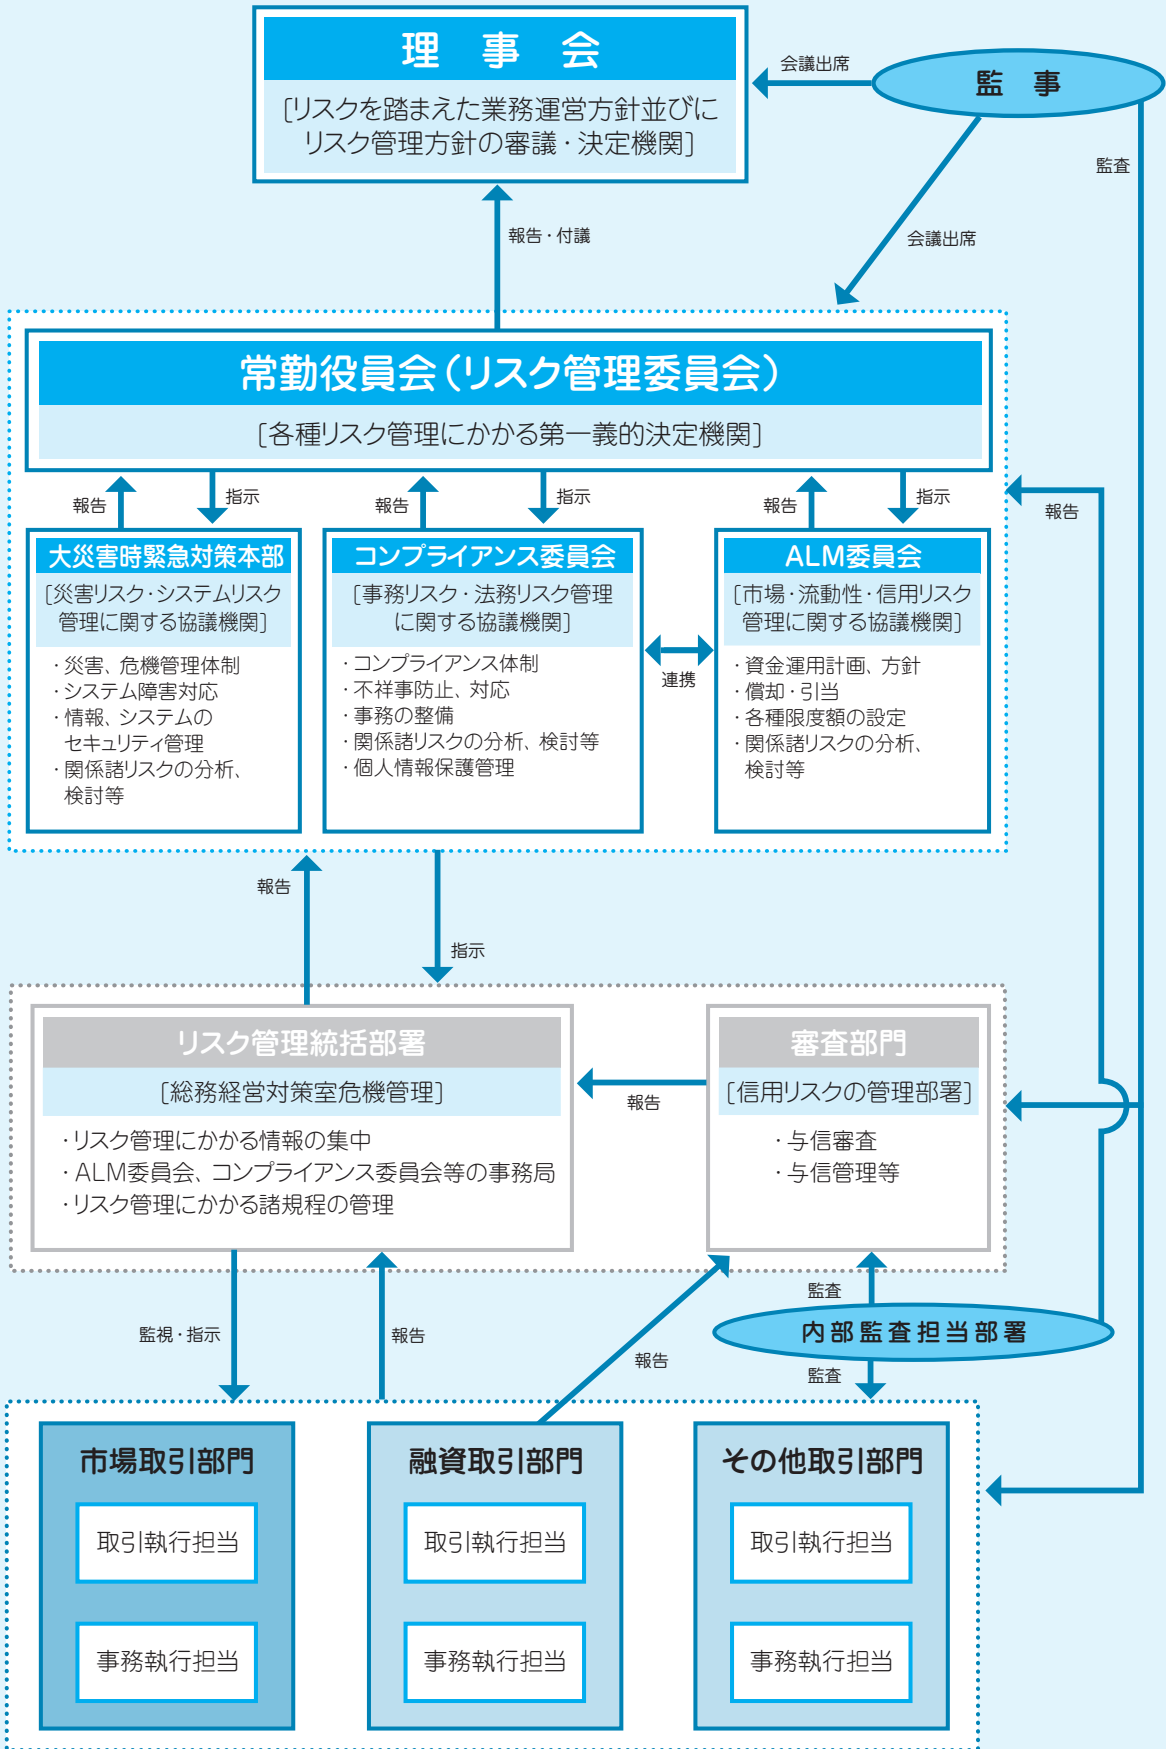 理事会
[リスクを踏まえた業務運営方針並びに
リスク管理方針の審議・決定機関]
会議出席
監事
監査
会議出席
報告・付議
常勤役員会(リスク管理委員会)
[各種リスク管理にかかる第一義的決定機関]
報告
指示
報告
指示
報告
指示
報告
大災害時緊急対策本部
[災害リスク・システムリスク
管理に関する協議機関]
・災害、危機管理体制
・システム障害対応
・情報、システムの
セキュリティ管理
・関係諸リスクの分析、
検討等
コンプライアンス委員会
[事務リスク・法務リスク管理
に関する協議機関]
・コンプライアンス体制
・不祥事防止、対応
・事務の整備
・関係諸リスクの分析、検討等
・個人情報保護管理
連携
ALM委員会
[市場・流動性・信用リスク
管理に関する協議機関]
・資金運用計画、方針
・償却・引当
・各種限度額の設定
・関係諸リスクの分析、
検討等
報告
指示
リスク管理統括部署
[総務経営対策室危機管理]
・リスク管理にかかる情報の集中
・ALM委員会、コンプライアンス委員会等の事務局
・リスク管理にかかる諸規程の管理
報告
審査部門
[信用リスクの管理部署]
・与信審査
・与信管理等
監視・指示
報告
報告
監査
内部監査担当部署
監査
市場取引部門
取引執行担当
事務執行担当
融資取引部門
取引執行担当
事務執行担当
その他取引部門
取引執行担当
事務執行担当